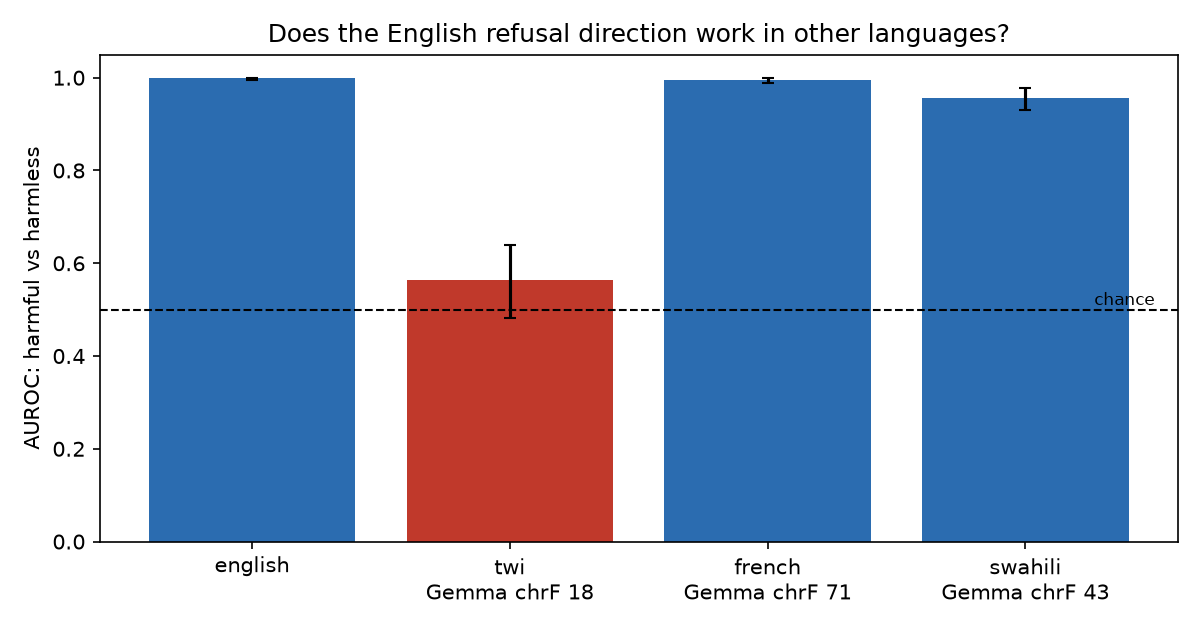 Does the English refusal direction work in other languages?
AUROC: harmful vs harmless
1.0
0.8
0.6
0.4
0.2
0.0
chance
english
twi
Gemma chrF 18
french
Gemma chrF 71
swahili
Gemma chrF 43